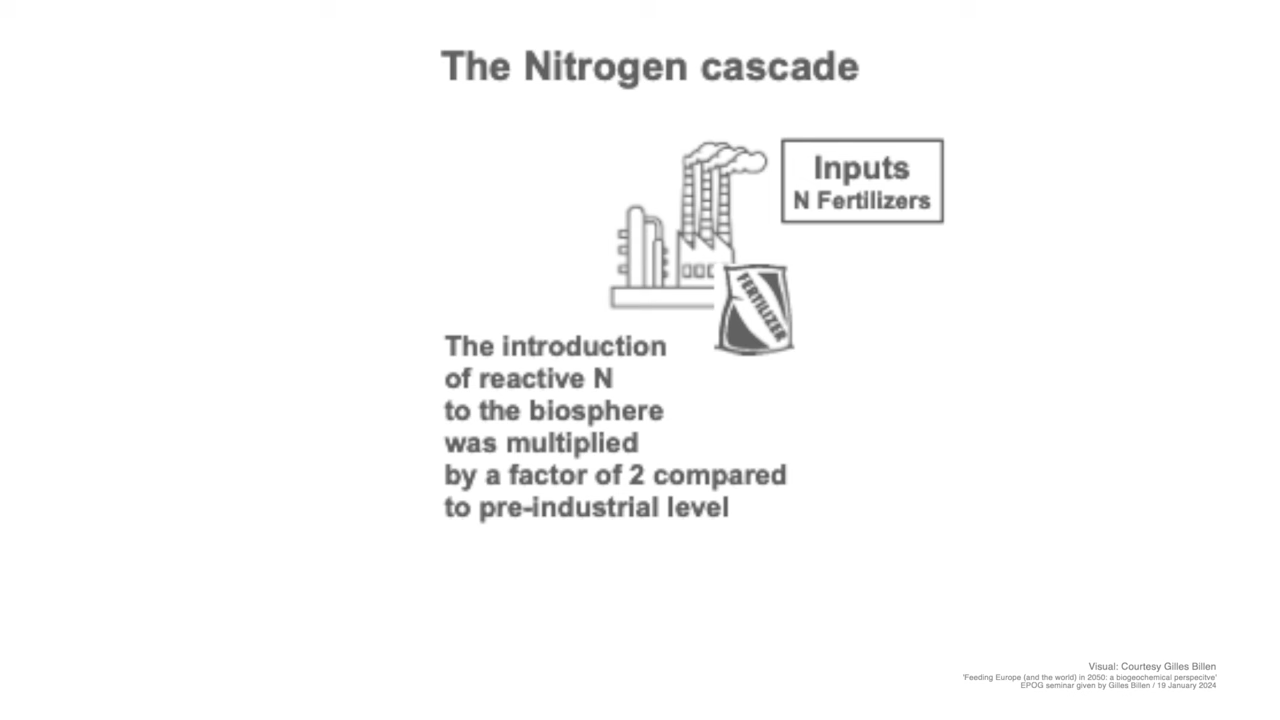 The Nitrogen cascade
Inputs
N Fertilizers
FERTILIZER
The introduction
of reactive N
to the biosphere
was multiplied
by a factor of 2 compared
to pre-industrial level
Visual: Courtesy Gilles Billen
'Feeding Europe (and the world) in 2050: a biogeochemical perspecitve'
EPOG seminar given by Gilles Billen / 19 January 2024